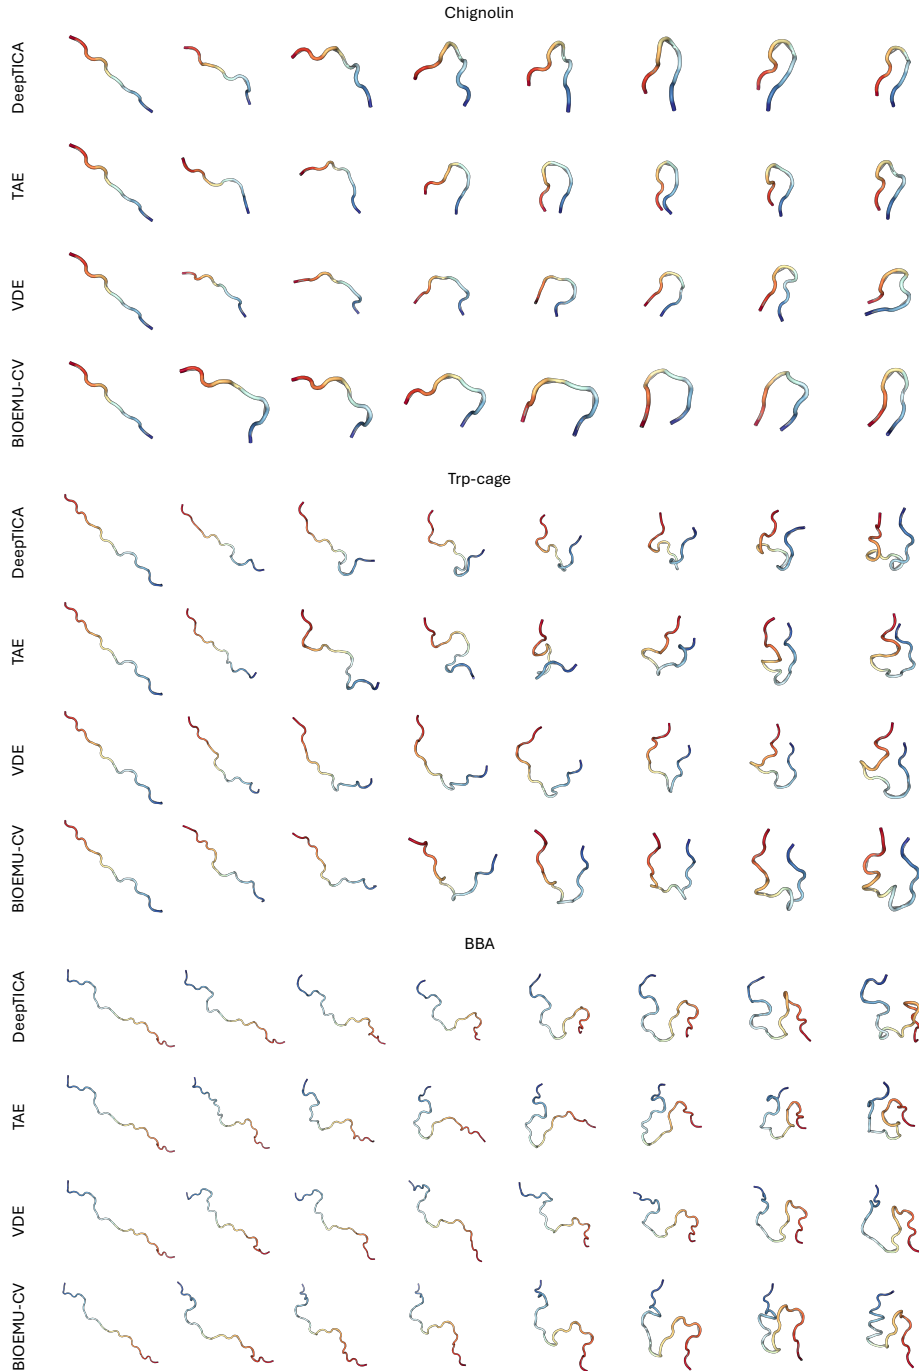 Chignolin
DeepTICA
TAE
VDE
BIOEMU-CV
Trp-cage
DeepTICA
TAE
VDE
BIOEMU-CV
BBA
DeepTICA
TAE
VDE
BIOEMU-CV